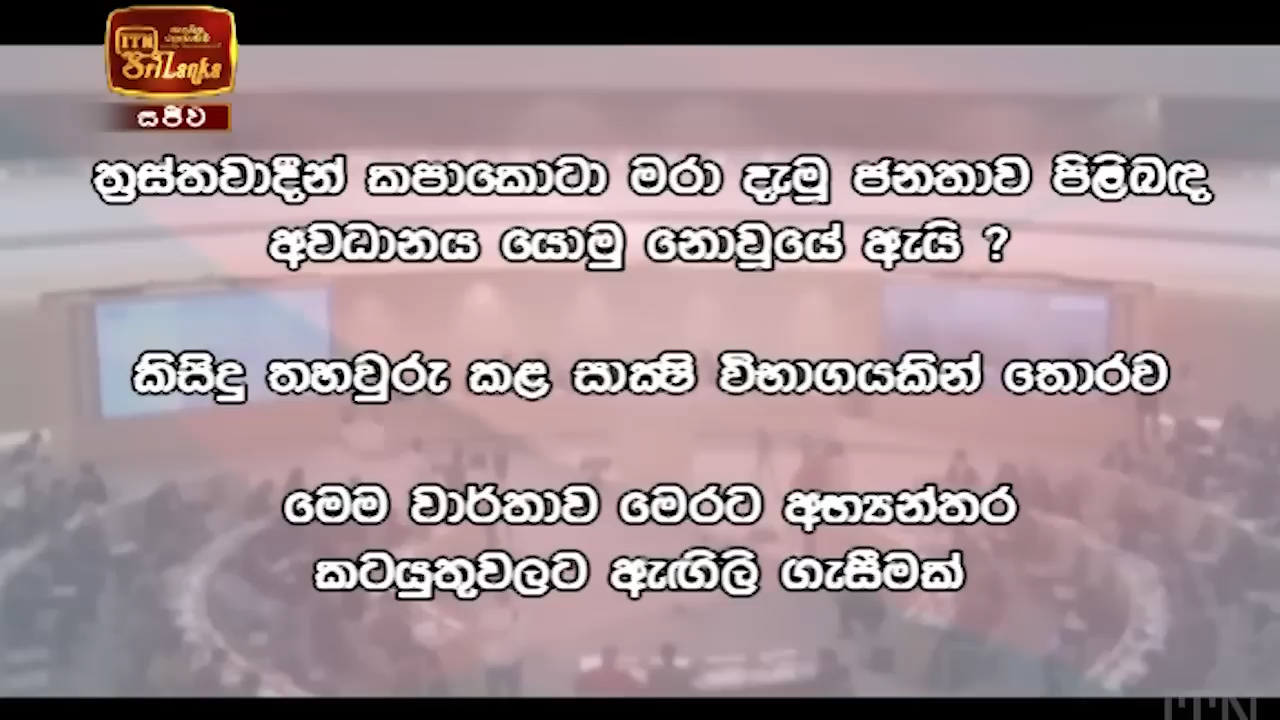 ITN
Sri Lanka
සජීව
ත්‍රස්තවාදීන් කපාකොටා මරා දැමූ ජනතාව පිළිබඳ
අවධානය යොමු නොවූයේ ඇයි ?
කිසිදු තහවුරු කළ සාක්ෂි විභාගයකින් තොරව
මෙම වාර්තාව මෙරට අභ්‍යන්තර
කටයුතුවලට ඇඟිලි ගැසීමක්
ITN